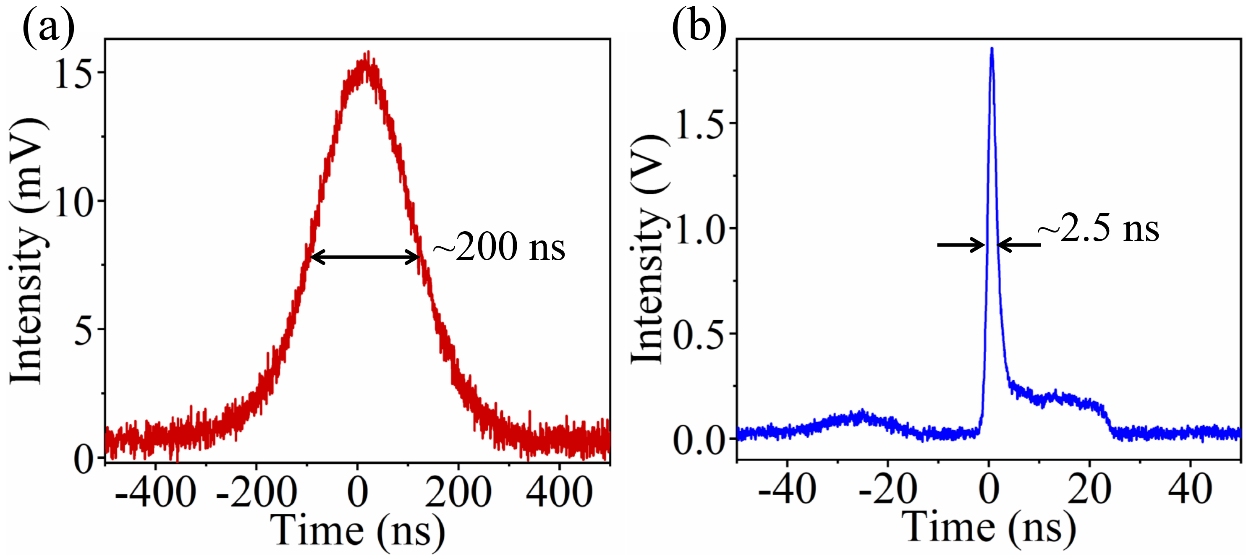 (a)
15
10
5
0
Intensity (mV)
~200 ns
-400 -200 0 200 400
Time (ns)
(b)
1.5
1.0
0.5
0.0
Intensity (V)
~2.5 ns
-40 -20 0 20 40
Time (ns)